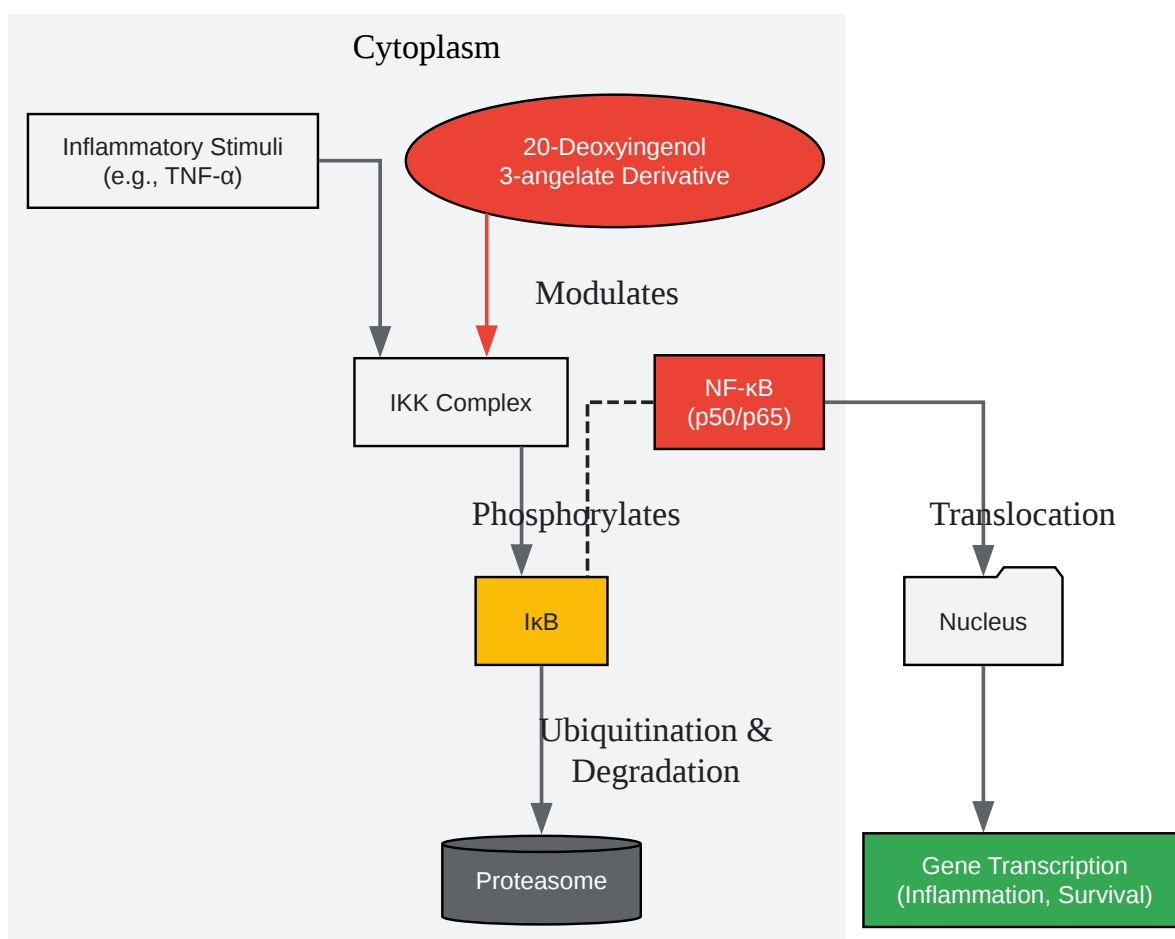 Cytoplasm
Inflammatory Stimuli
(e.g., TNF-α)
20-Deoxyingenol
3-angelate Derivative
Modulates
IKK Complex
NF-κB
(p50/p65)
Phosphorylates
Translocation
IκB
Nucleus
Ubiquitination &
Degradation
Proteasome
Gene Transcription
(Inflammation, Survival)